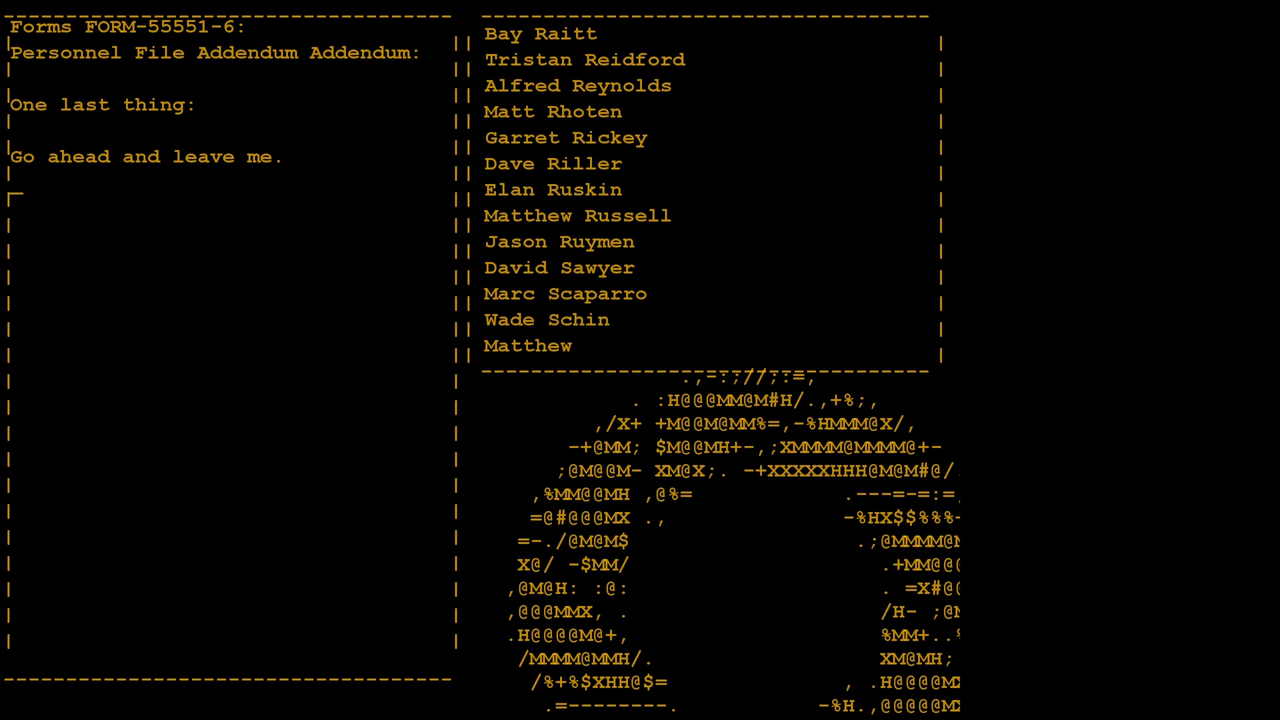 Forms FORM-55551-6:
Personnel File Addendum Addendum:
One last thing:
Go ahead and leave me.
Bay Raitt
Tristan Reidford
Alfred Reynolds
Matt Rhoten
Garret Rickey
Dave Riller
Elan Ruskin
Matthew Russell
Jason Ruymen
David Sawyer
Marc Scaparro
Wade Schin
Matthew